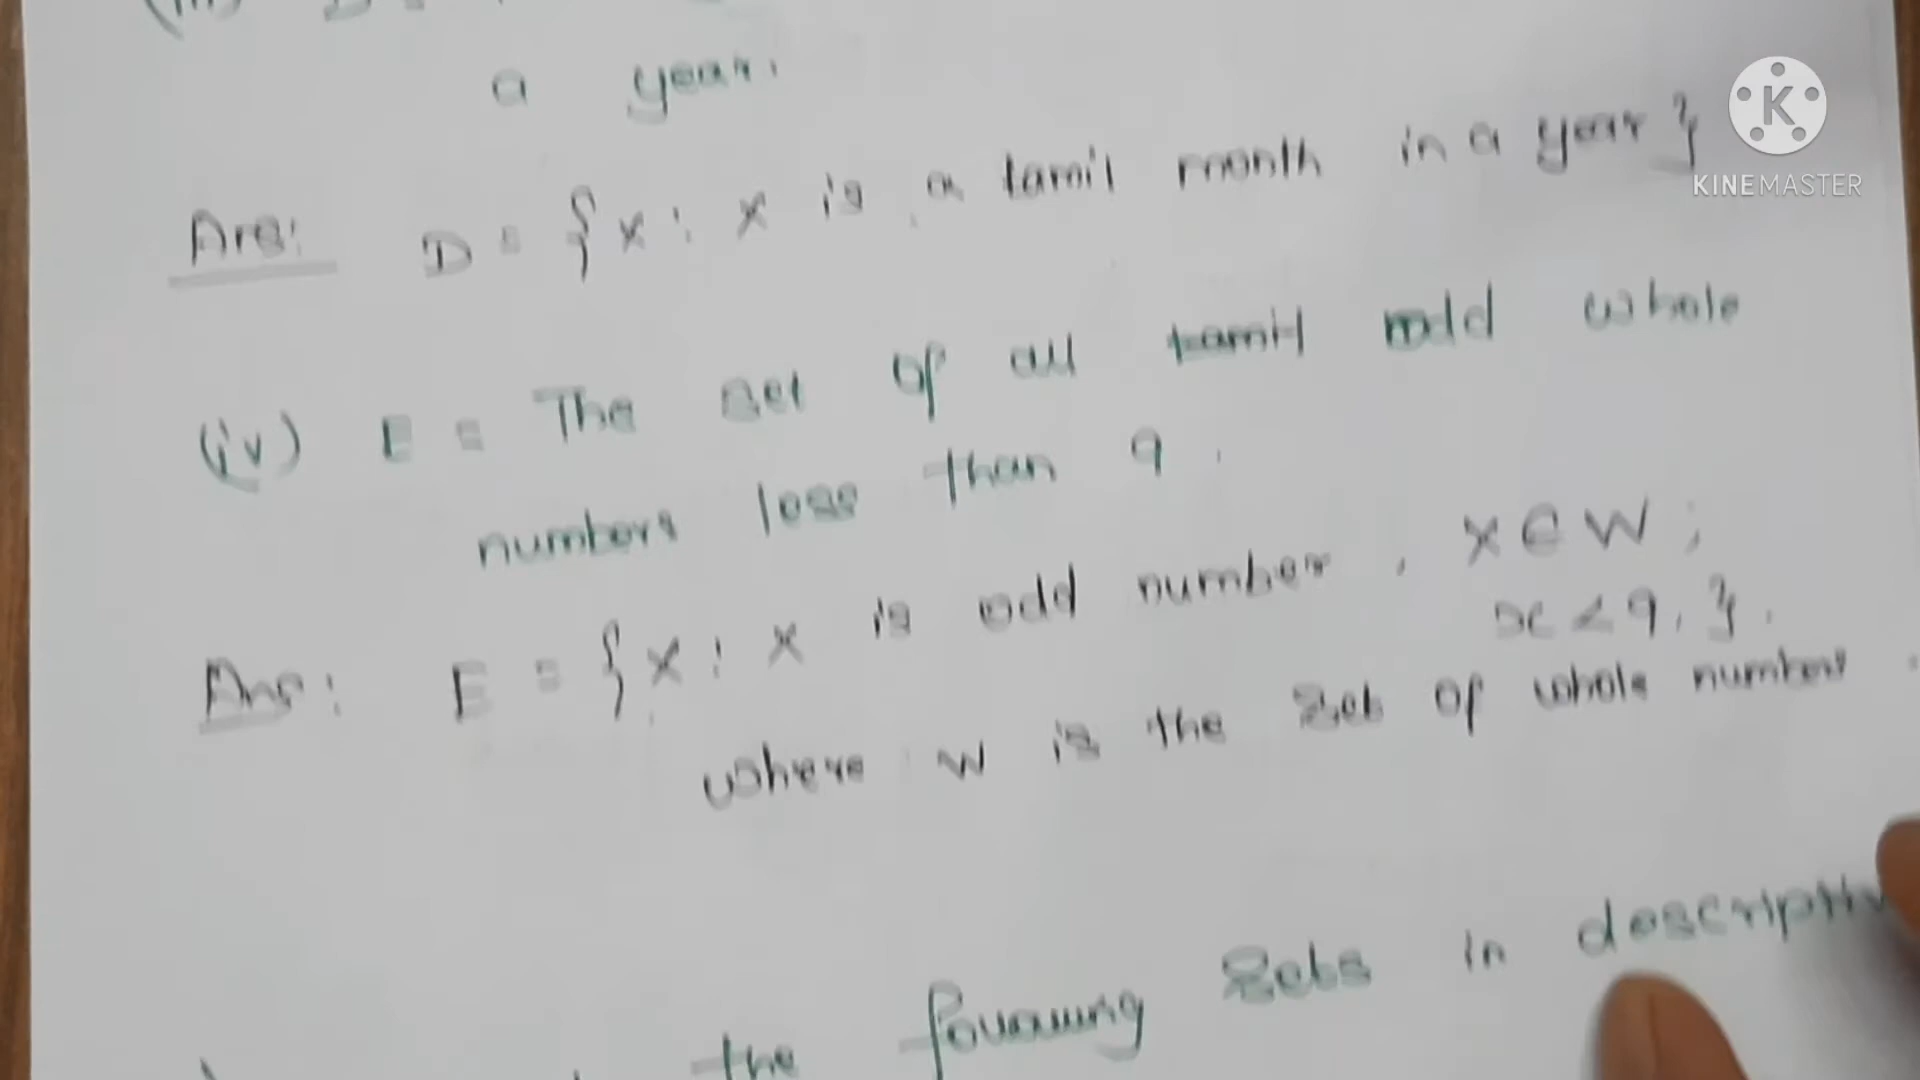 a year.
Ans: D = {x : x is a tamil month in a year}
(iv) E = The set of all tamil odd whole
numbers less than 9.
Ans: E = {x : x is odd number, x ∈ W;
x < 9, }.
where W is the set of whole numbers.
the following sets in
KINEMASTER